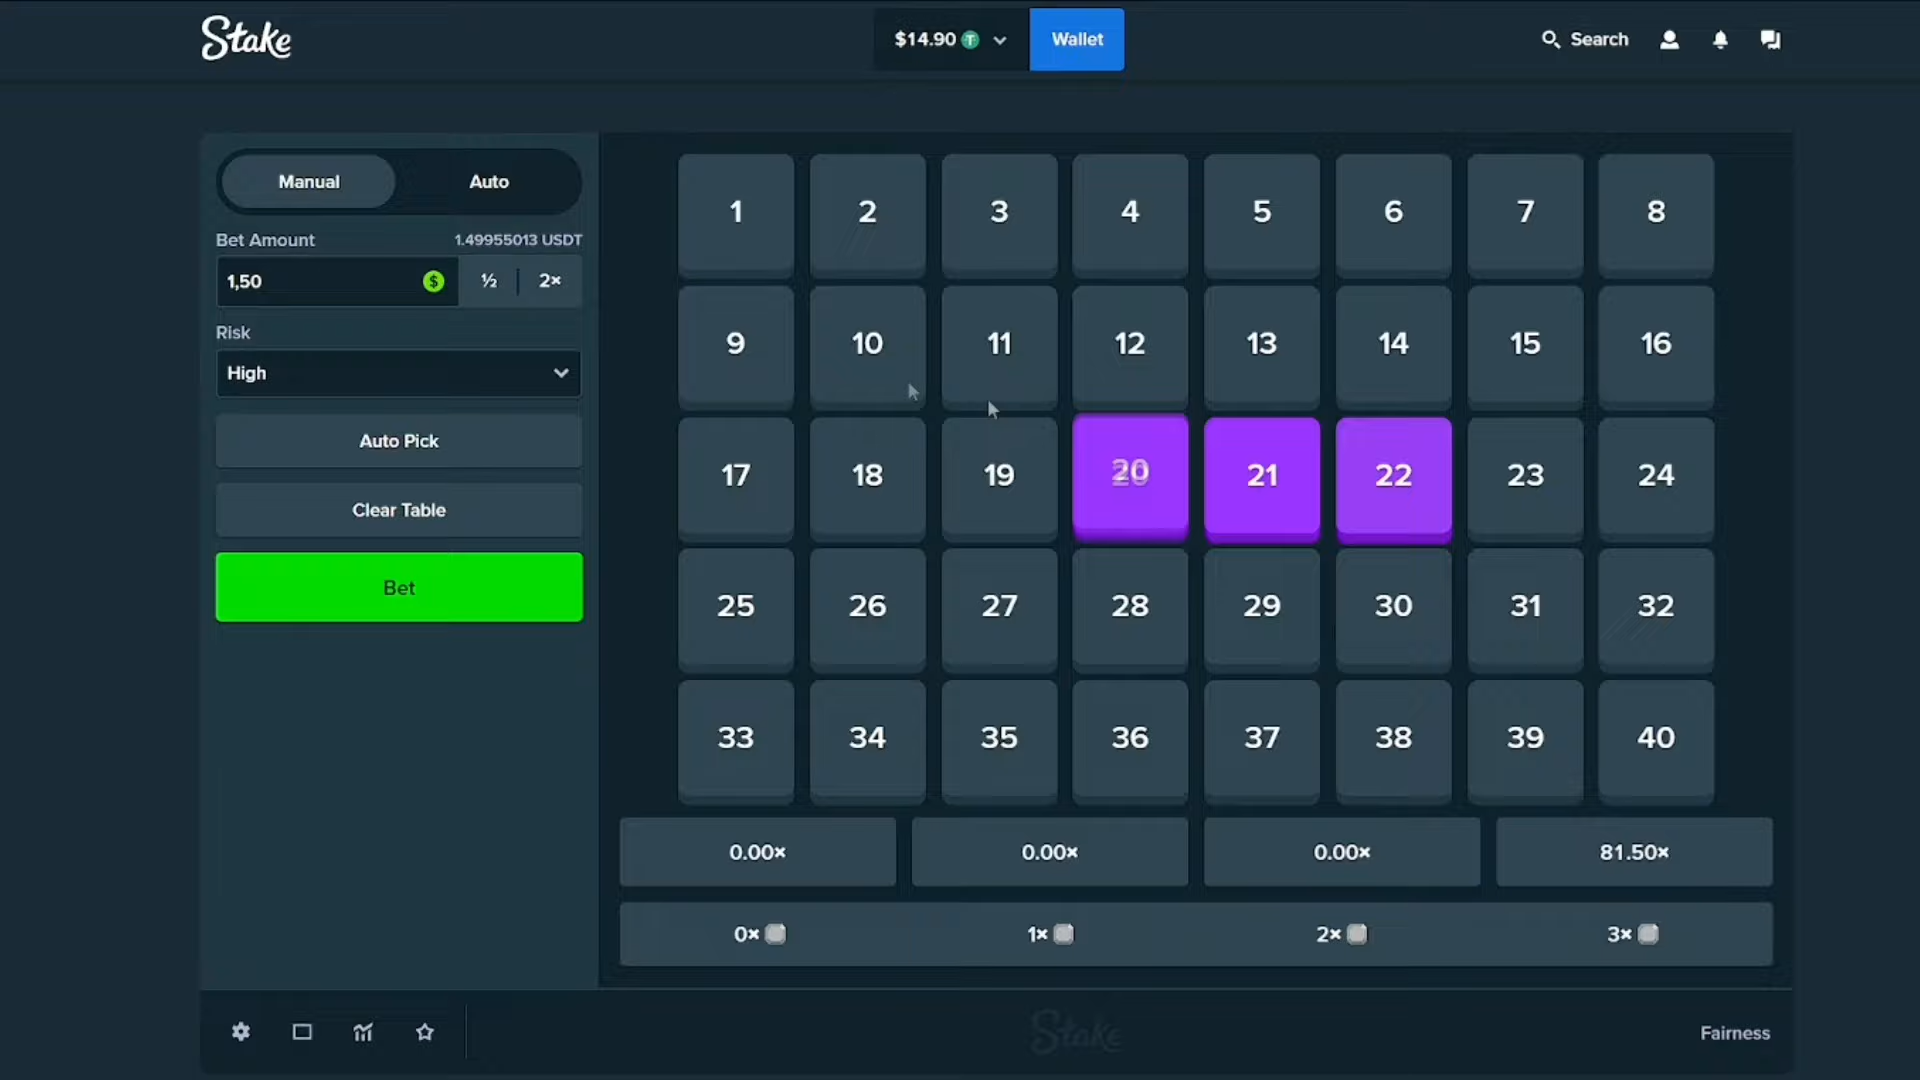 Stake
$14.90
Wallet
Search
Manual
Auto
Bet Amount
1.49955013 USDT
1,50
$
½
2×
Risk
High
Auto Pick
Clear Table
Bet
1 2 3 4 5 6 7 8
9 10 11 12 13 14 15 16
17 18 19 20 21 22 23 24
25 26 27 28 29 30 31 32
33 34 35 36 37 38 39 40
0.00× 0.00× 0.00× 81.50×
0× 1× 2× 3×
Stake
Fairness